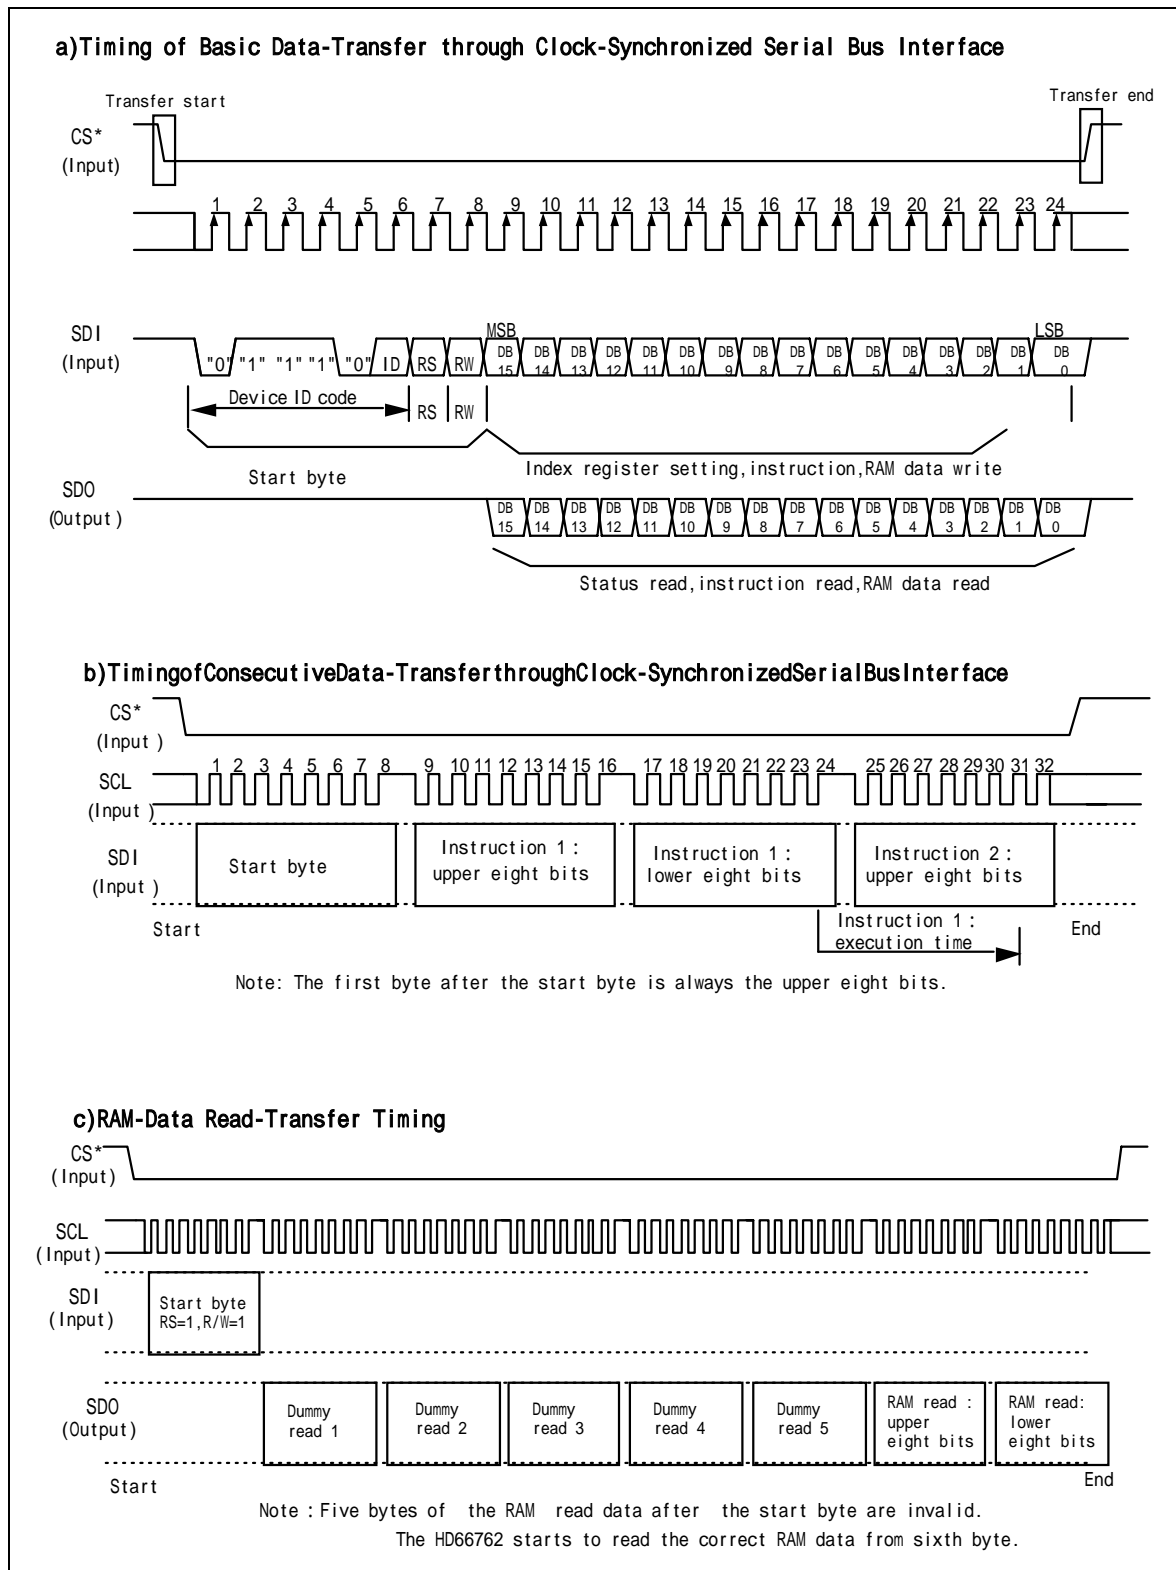 a)Timing of Basic Data-Transfer through Clock-Synchronized Serial Bus Interface
Transfer start
Transfer end
CS*
(Input)
1 2 3 4 5 6 7 8 9 10 11 12 13 14 15 16 17 18 19 20 21 22 23 24
MSB
LSB
SDI
(Input)
"0" "1" "1" "1" "0" ID RS RW DB 15 DB 14 DB 13 DB 12 DB 11 DB 10 DB 9 DB 8 DB 7 DB 6 DB 5 DB 4 DB 3 DB 2 DB 1 DB 0
Device ID code
RS RW
Start byte
Index register setting,instruction,RAM data write
SDO
(Output)
DB 15 DB 14 DB 13 DB 12 DB 11 DB 10 DB 9 DB 8 DB 7 DB 6 DB 5 DB 4 DB 3 DB 2 DB 1 DB 0
Status read,instruction read,RAM data read
b)TimingofConsecutiveData-TransferthroughClock-SynchronizedSerialBusInterface
CS*
(Input )
SCL
(Input )
1 2 3 4 5 6 7 8 9 10 11 12 13 14 15 16 17 18 19 20 21 22 23 24 25 26 27 28 29 30 31 32
SDI
(Input )
Start byte
Instruction 1 :
upper eight bits
Instruction 1 :
lower eight bits
Instruction 2 :
upper eight bits
Start
Instruction 1 :
execution time
End
Note: The first byte after the start byte is always the upper eight bits.
c)RAM-Data Read-Transfer Timing
CS*
(Input)
SCL
(Input)
SDI
(Input)
Start byte
RS=1,R/W=1
SDO
(Output)
Dummy
read 1
Dummy
read 2
Dummy
read 3
Dummy
read 4
Dummy
read 5
RAM read :
upper
eight bits
RAM read:
lower
eight bits
Start
End
Note : Five bytes of the RAM read data after the start byte are invalid.
The HD66762 starts to read the correct RAM data from sixth byte.